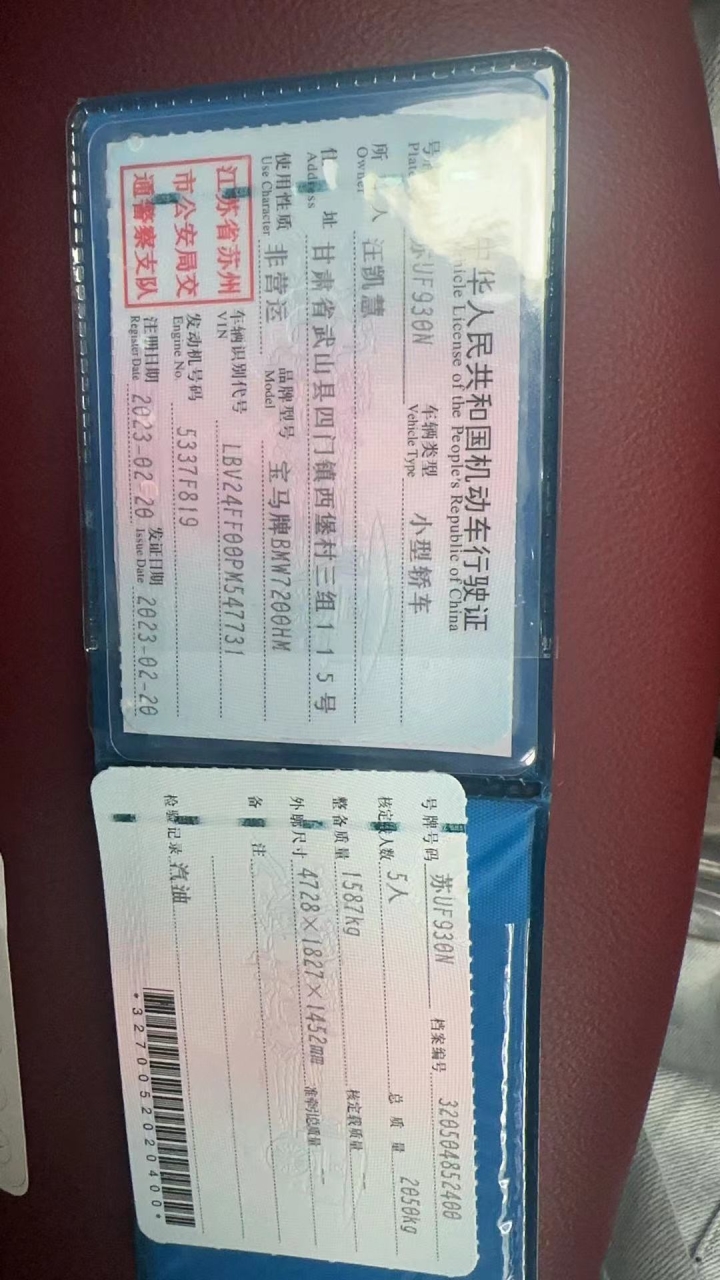 中华人民共和国机动车行驶证
Vehicle License of the People's Republic of China
号 苏UF930N 车辆类型 小型轿车
Plate Vehicle Type
所 人 汪凯慧
Owner
住 址 甘肃省武山县四门镇西堡村三组115号
Address
使用性质 非营运 品牌型号 宝马牌BMW7200HM
Use Character Model
江苏省苏州
市公安局交
通警察支队
车辆识别代号 LBV24FF00PM547731
VIN
发动机号码 5337F819
Engine No.
注册日期 2023-02-20 发证日期 2023-02-20
Register Date Issue Date
号牌号码 苏UF930N 档案编号 320504852400
核定载人数 5人 总质量 2050kg
整备质量 1587kg 核定载质量 --
外廓尺寸 4728×1827×1452mm 准牵引总质量 --
备 注
检验记录 汽油
*3270052020400*